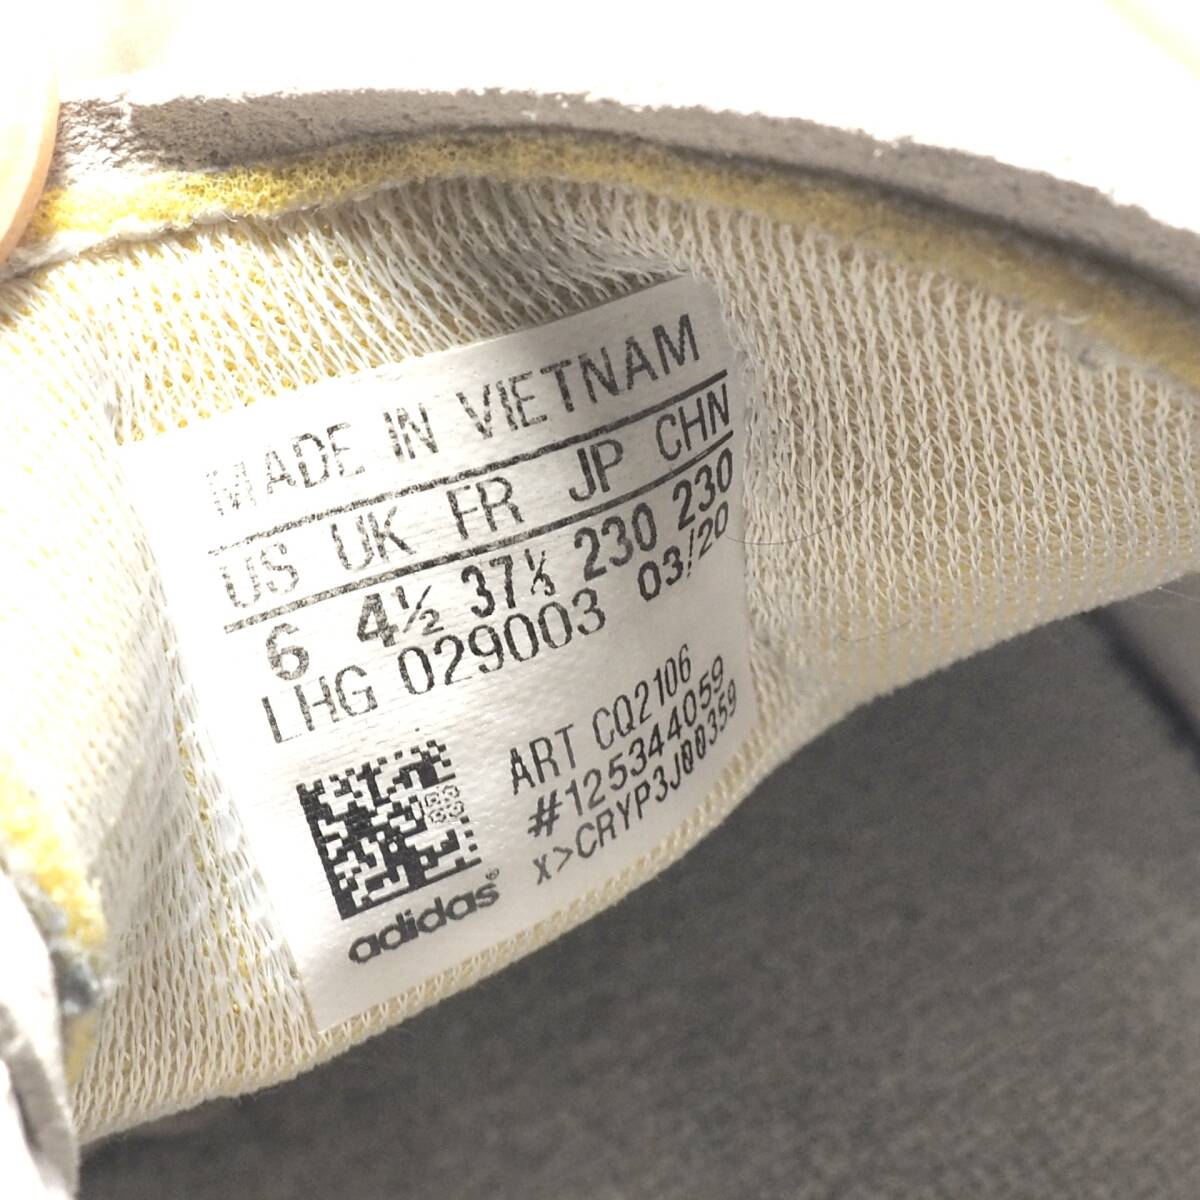 MADE IN VIETNAM
US UK FR JP CHN
6 4½ 37⅓ 230 230
LHG 029003 03/20
ART CQ2106
#125344059
x>CRYP3J00359
adidas®